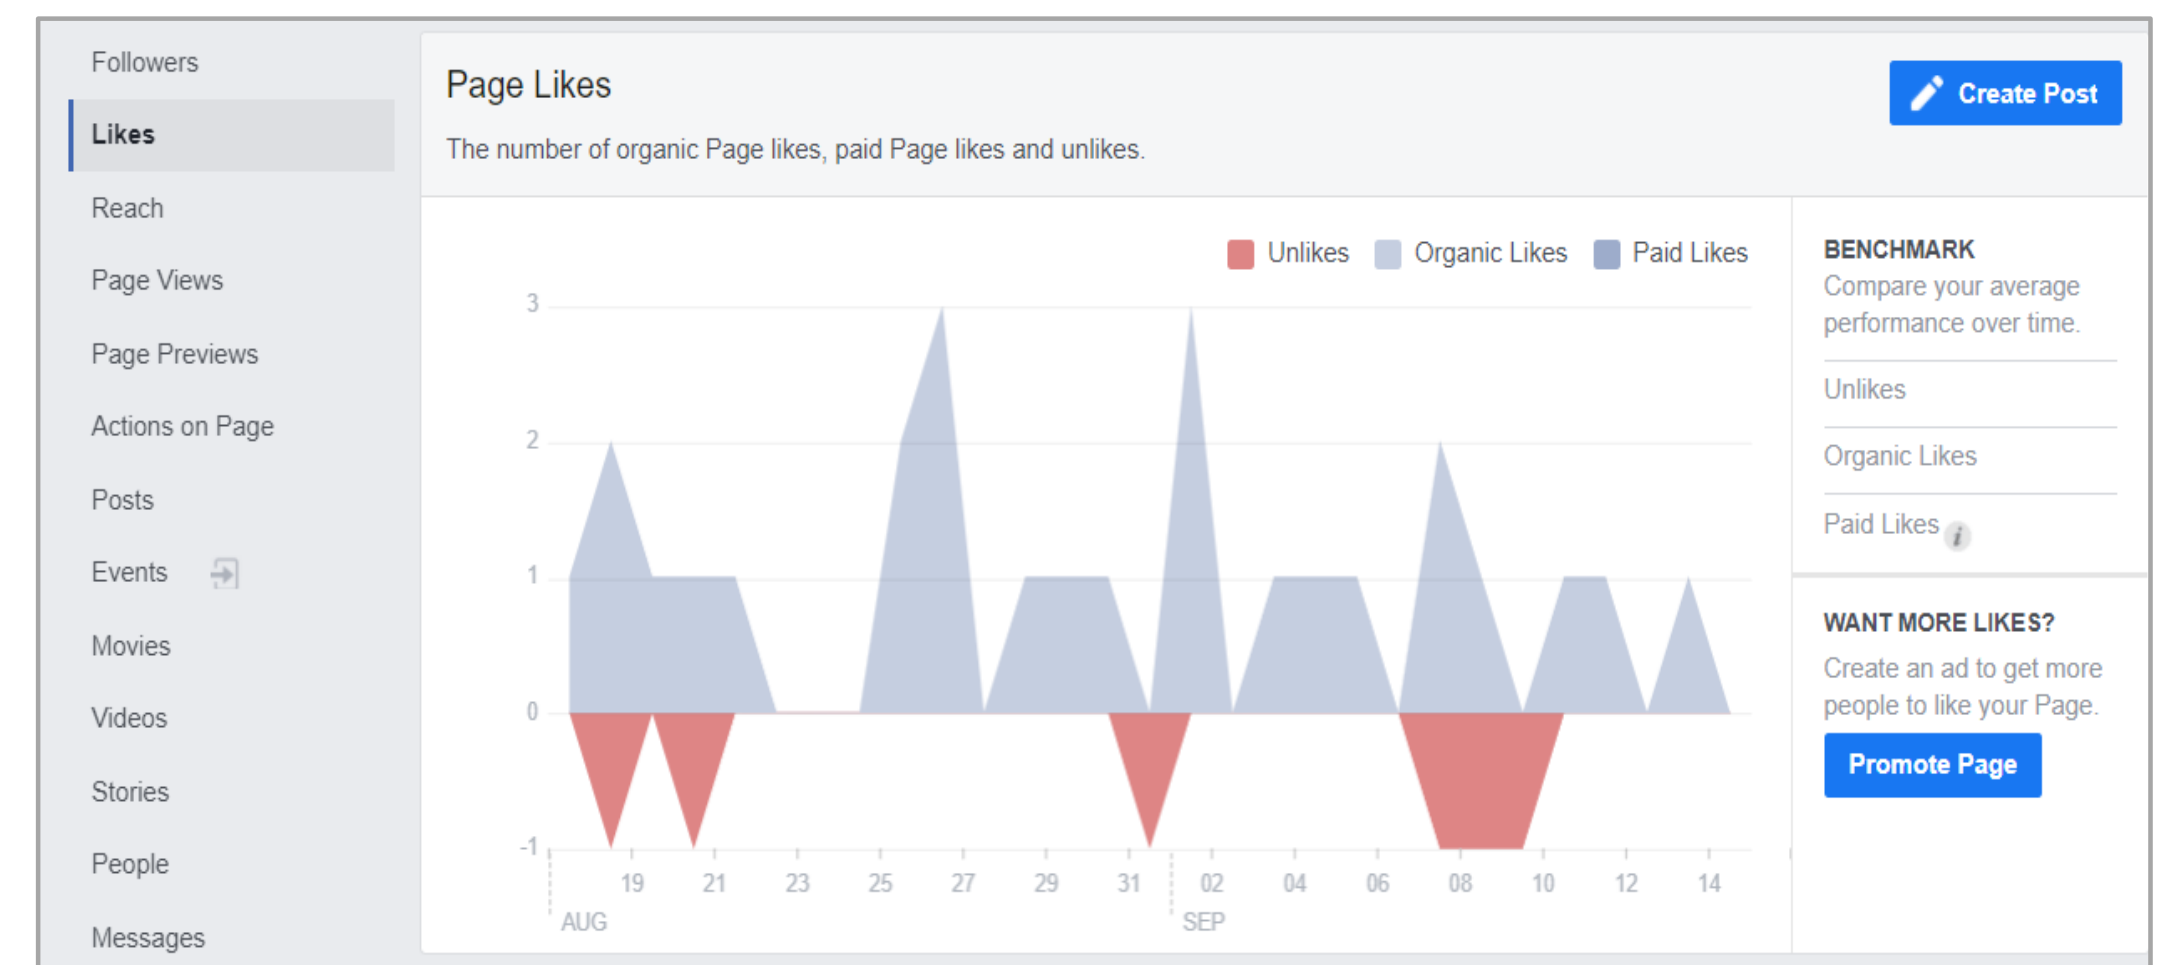 Followers
Likes
Reach
Page Views
Page Previews
Actions on Page
Posts
Events
Movies
Videos
Stories
People
Messages
Page Likes
Create Post
The number of organic Page likes, paid Page likes and unlikes.
Unlikes Organic Likes Paid Likes
3
2
1
0
-1
19 21 23 25 27 29 31 02 04 06 08 10 12 14
AUG SEP
BENCHMARK
Compare your average
performance over time.
Unlikes
Organic Likes
Paid Likes i
WANT MORE LIKES?
Create an ad to get more
people to like your Page.
Promote Page